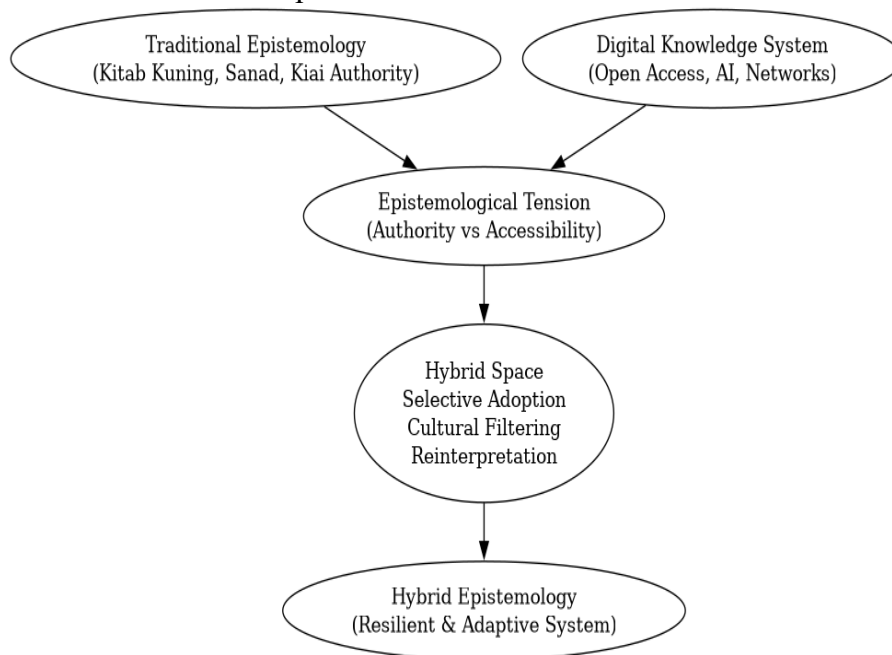 Traditional Epistemology
(Kitab Kuning, Sanad, Kiai Authority)
Digital Knowledge System
(Open Access, AI, Networks)
Epistemological Tension
(Authority vs Accessibility)
Hybrid Space
Selective Adoption
Cultural Filtering
Reinterpretation
Hybrid Epistemology
(Resilient & Adaptive System)